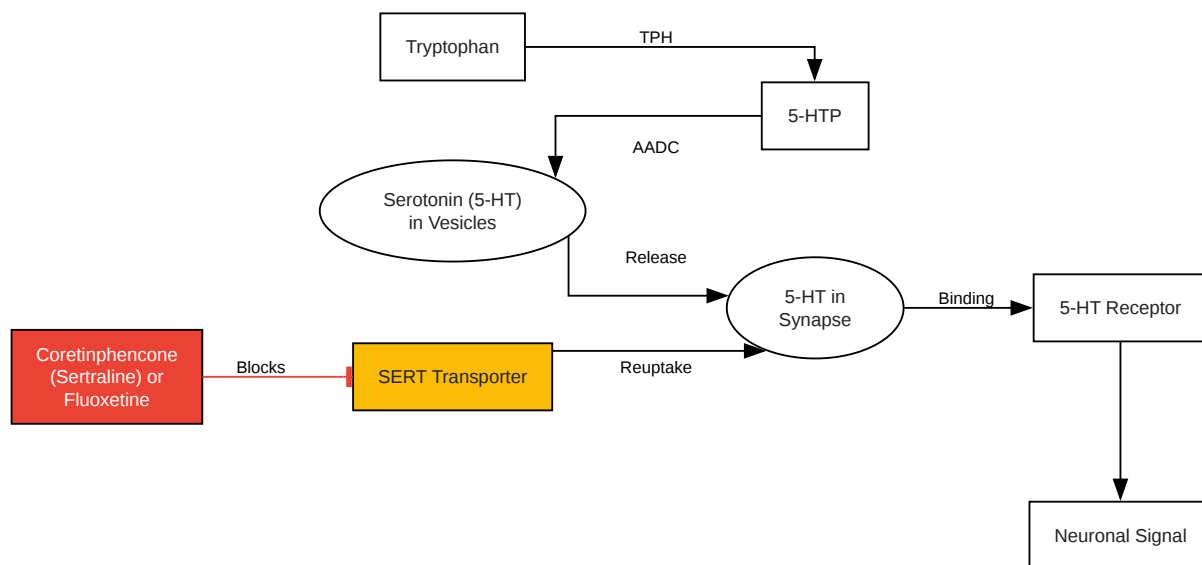 Tryptophan
TPH
5-HTP
AADC
Serotonin (5-HT)
in Vesicles
Release
5-HT in
Synapse
Binding
5-HT Receptor
Coretinphencone
(Sertraline) or
Fluoxetine
Blocks
SERT Transporter
Reuptake
Neuronal Signal